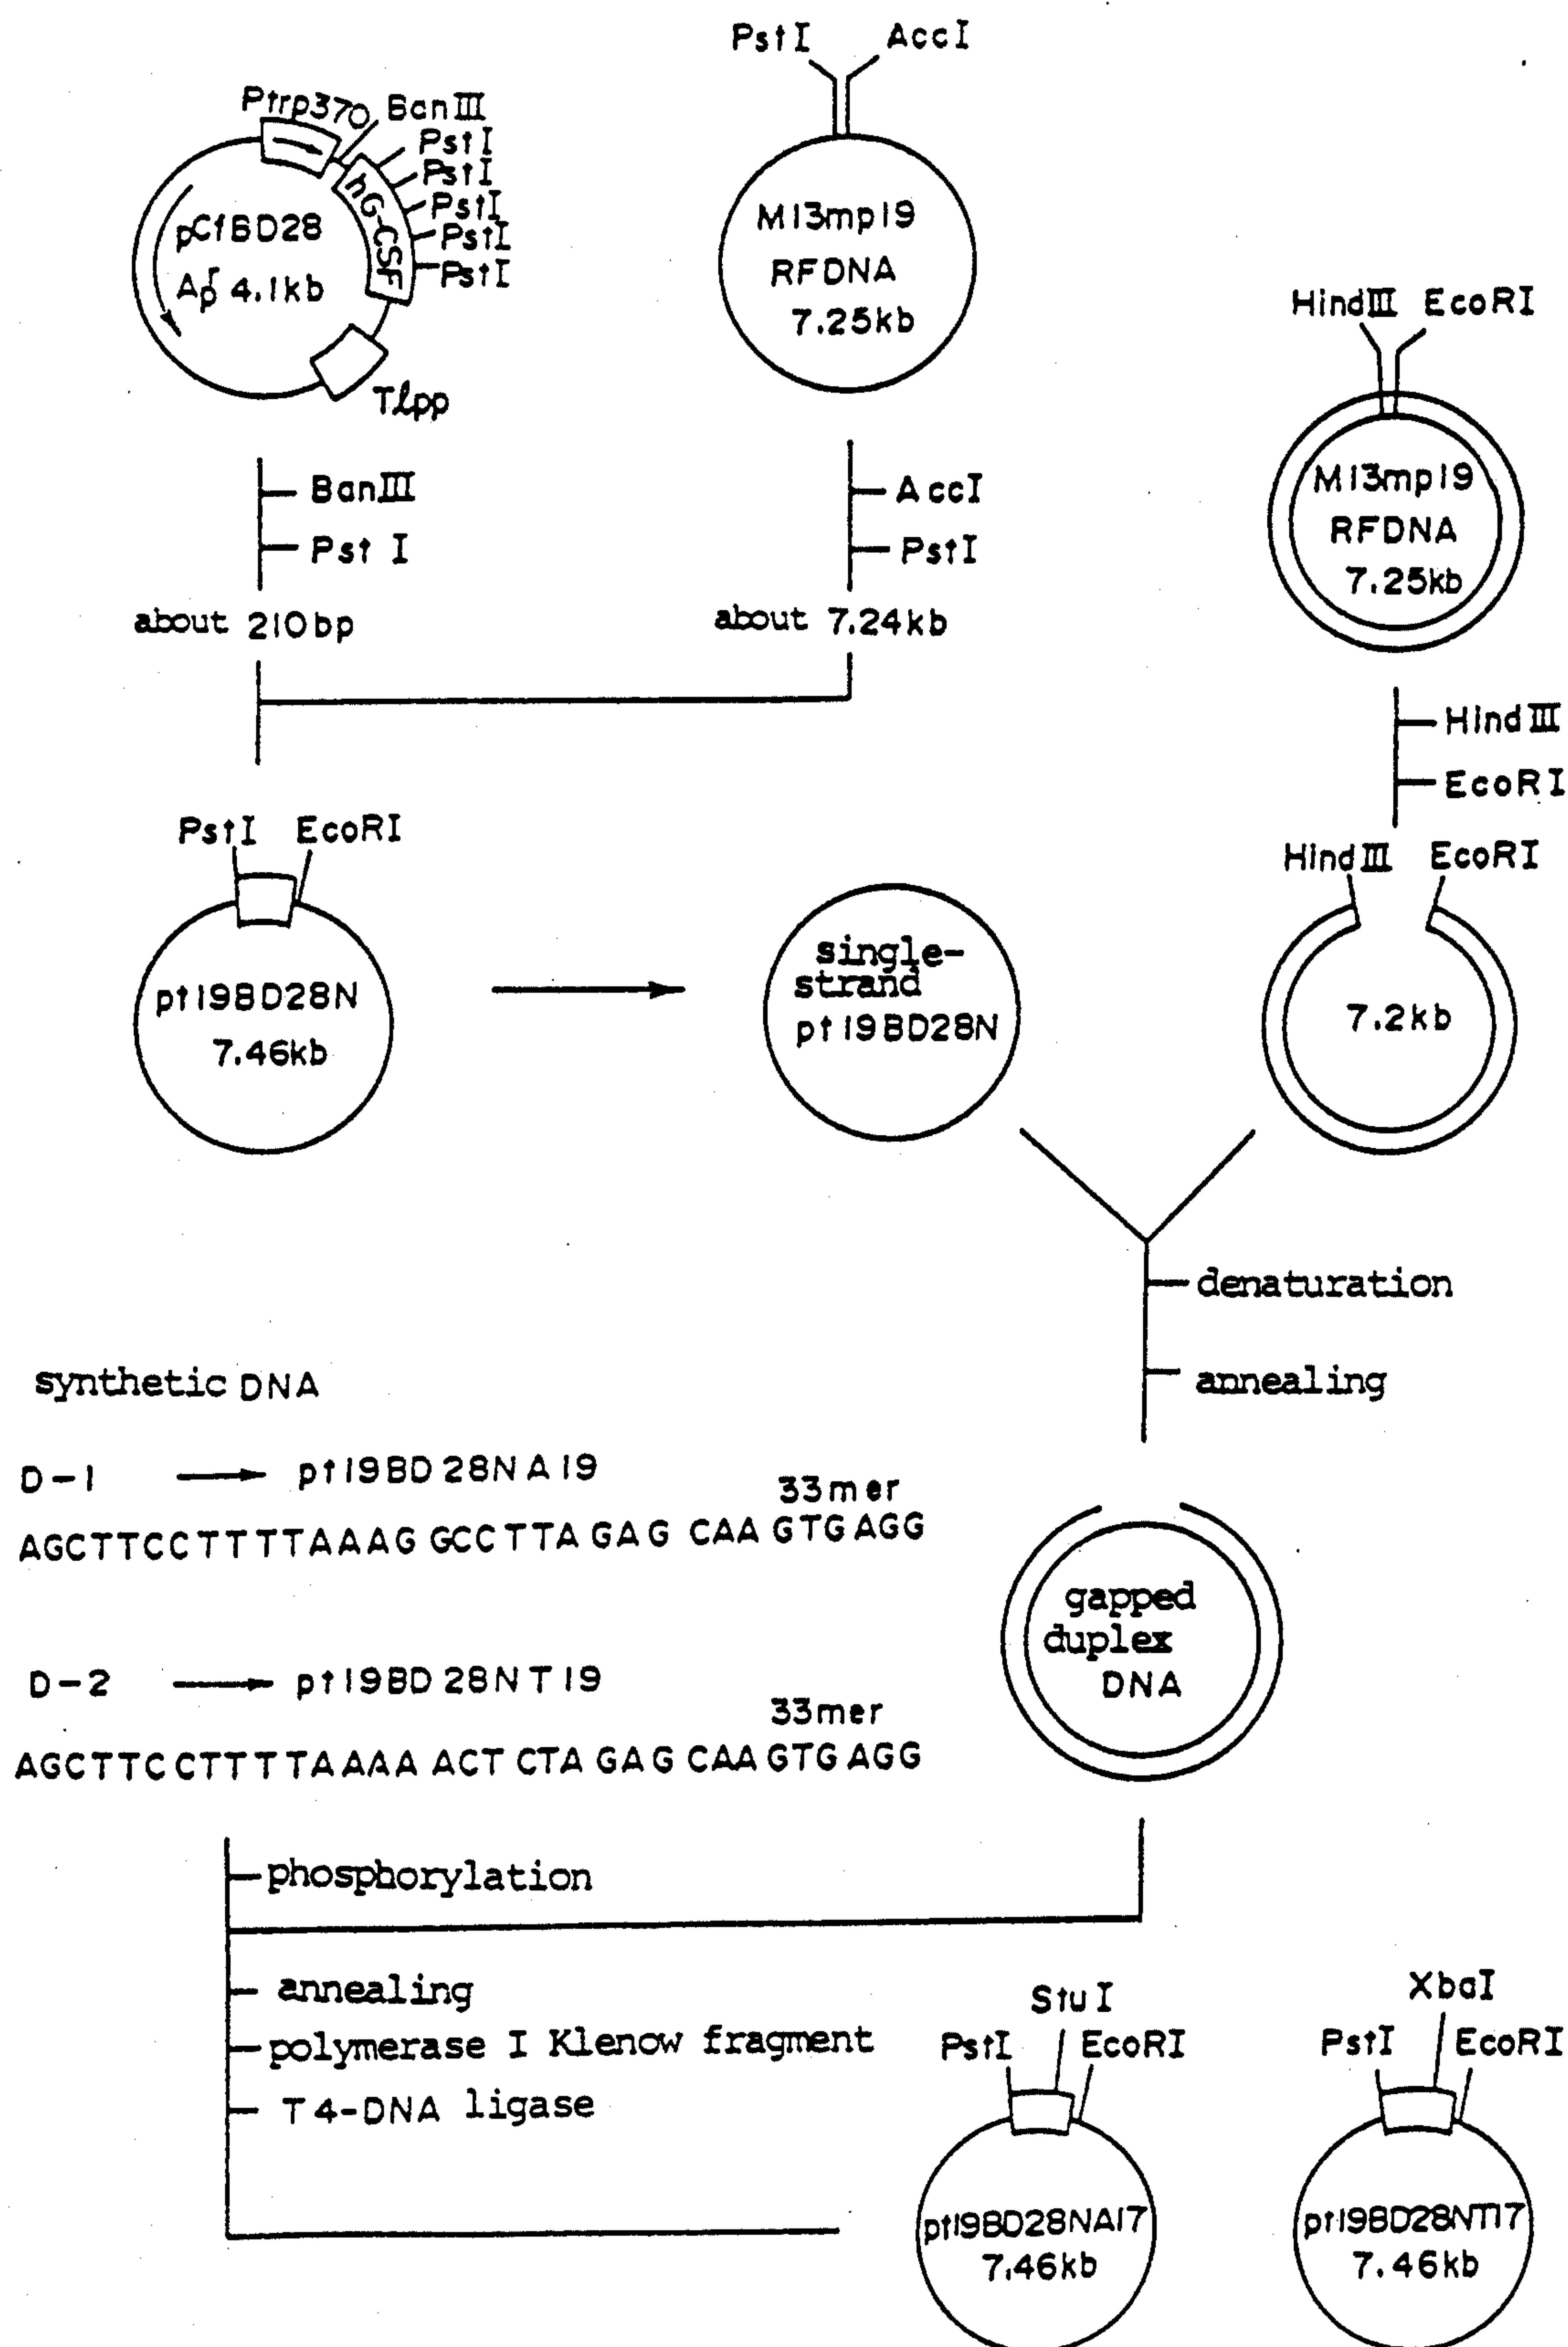 PstI AccI
Ptrp370 BanIII
PstI
PstI
PstI
PstI
PstI
hG-CSF
pCfBD28
Apr 4.1kb
Tlpp
M13mp19
RFDNA
7.25kb
HindIII EcoRI
M13mp19
RFDNA
7.25kb
BanIII
Pst I
about 210bp
AccI
PstI
about 7.24kb
HindIII
EcoRI
PstI EcoRI
pt19BD28N
7.46kb
single-
strand
pt19BD28N
HindIII EcoRI
7.2kb
denaturation
annealing
synthetic DNA
D-1 → pt19BD28NA19
33mer
AGCTTCCTTTTAAAG GCCTTA GAG CAA GTG AGG
D-2 → pt19BD28NT19
33mer
AGCTTCCTTTTAAAA ACT CTA GAG CAA GTG AGG
gapped
duplex
DNA
phosphorylation
annealing
polymerase I Klenow fragment
T4-DNA ligase
StuI
PstI EcoRI
pt19BD28NA17
7.46kb
XbaI
PstI EcoRI
pt19BD28NT17
7.46kb